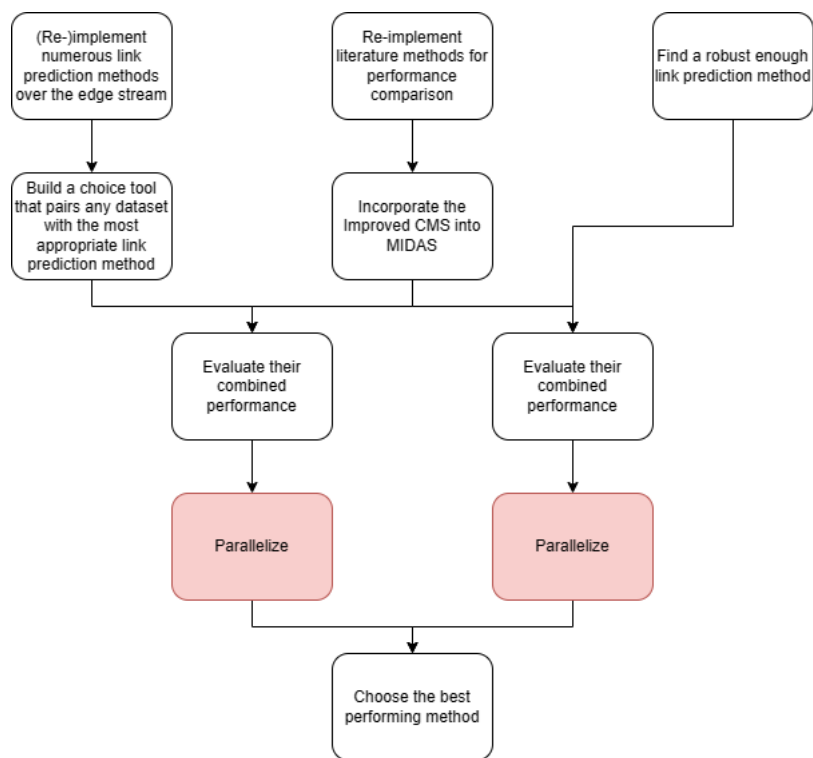 (Re-)implement
numerous link
prediction methods
over the edge stream
Re-implement
literature methods for
performance
comparison
Find a robust enough
link prediction method
Build a choice tool
that pairs any dataset
with the most
appropriate link
prediction method
Incorporate the
Improved CMS into
MIDAS
Evaluate their
combined
performance
Evaluate their
combined
performance
Parallelize
Parallelize
Choose the best
performing method